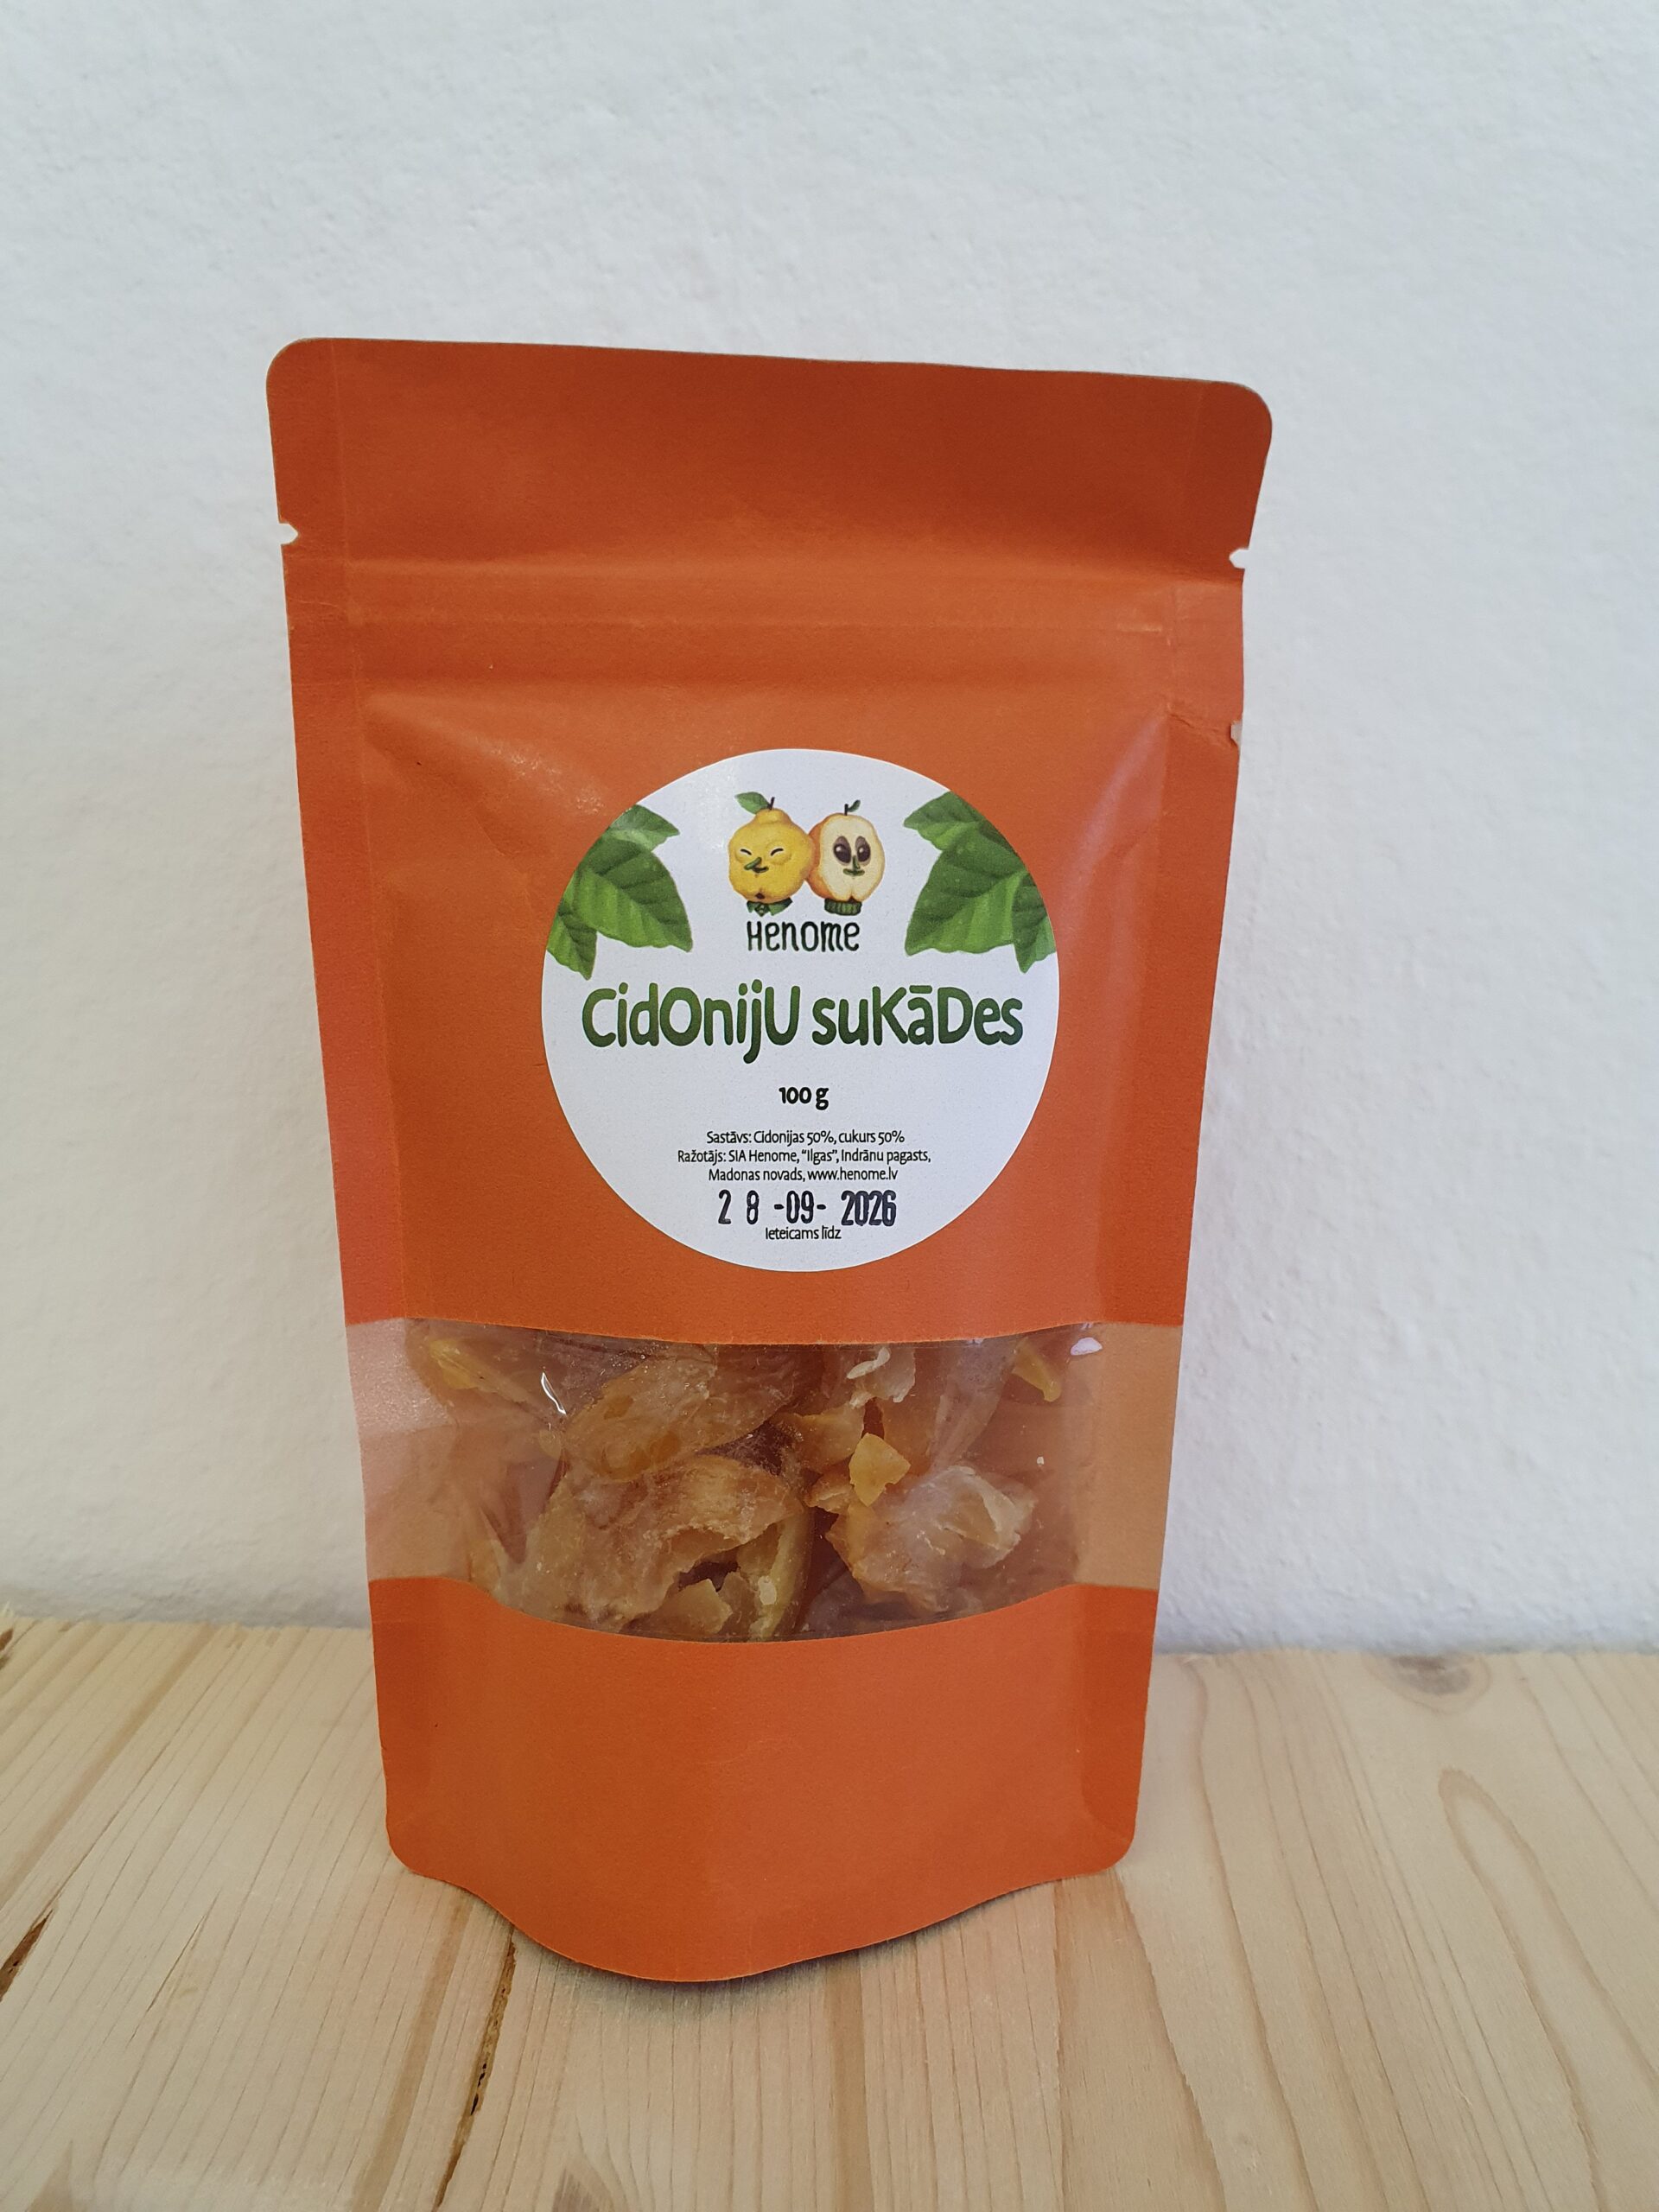 Henome
CidOnijU suKāDes
100 g
Sastāvs: Cidonijas 50%, cukurs 50%
Ražotājs: SIA Henome, "Ilgas", Indrānu pagasts,
Madonas novads, www.henome.lv
2 8 -09- 2026
Ieteicams līdz